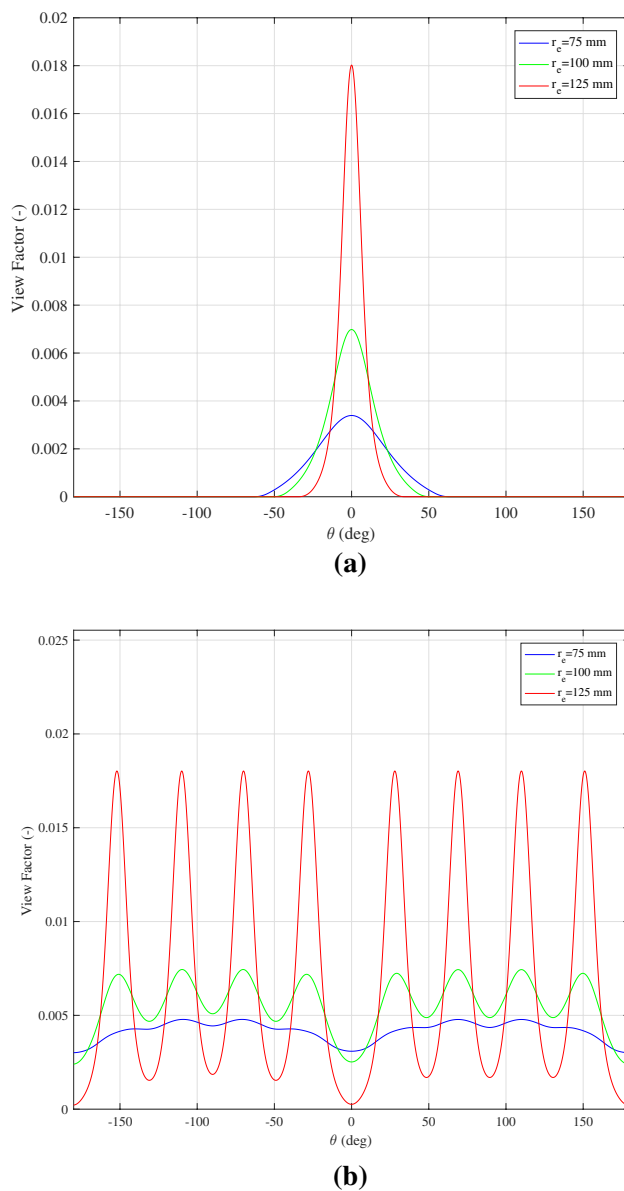 0.02
r_e=75 mm
r_e=100 mm
r_e=125 mm
0.018
0.016
0.014
0.012
0.01
0.008
0.006
0.004
0.002
0
View Factor (-)
-150 -100 -50 0 50 100 150
θ (deg)
(a)
0.025
r_e=75 mm
r_e=100 mm
r_e=125 mm
0.02
0.015
0.01
0.005
0
View Factor (-)
-150 -100 -50 0 50 100 150
θ (deg)
(b)